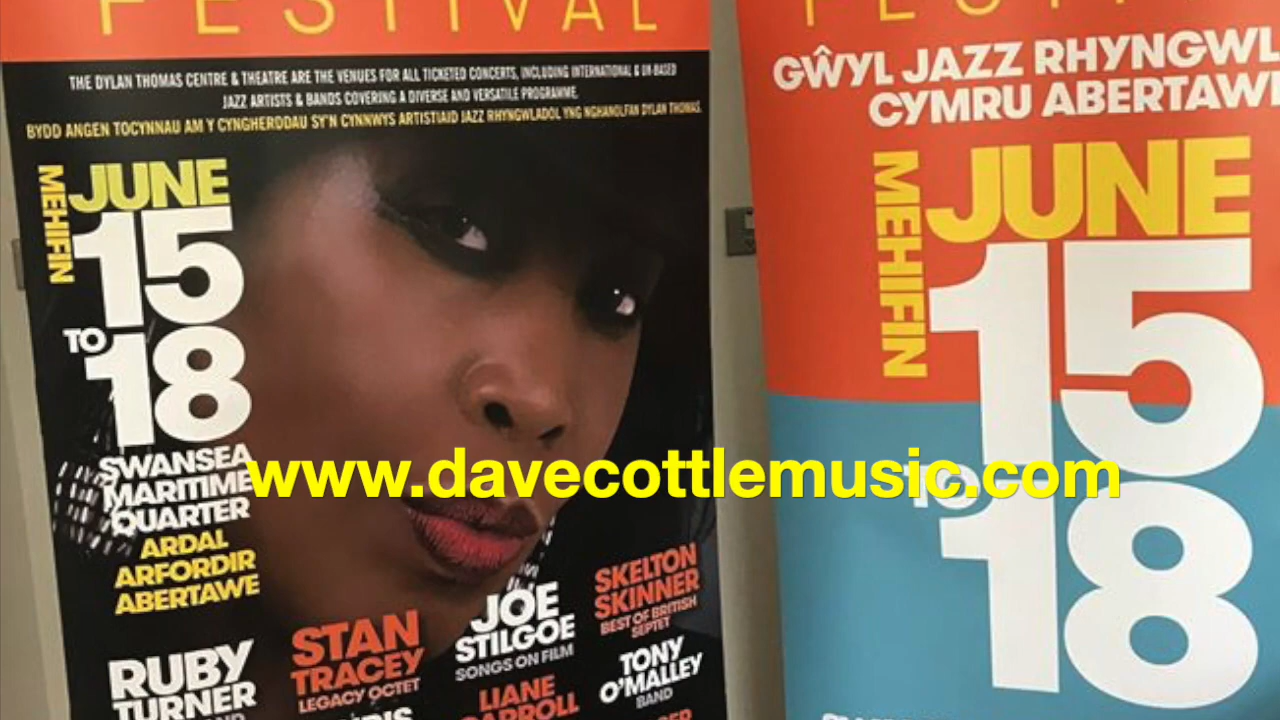 FESTIVAL
THE DYLAN THOMAS CENTRE & THEATRE ARE THE VENUES FOR ALL TICKETED CONCERTS, INCLUDING INTERNATIONAL & UK-BASED
JAZZ ARTISTS & BANDS COVERING A DIVERSE AND VERSATILE PROGRAMME.
BYDD ANGEN TOCYNNAU AM Y CYNGHERDDAU SY'N CYNNWYS ARTISTIAID JAZZ RHYNGWLADOL YNG NGHANOLFAN DYLAN THOMAS.
MEHIFIN
JUNE
15
TO
18
SWANSEA
MARITIME
QUARTER
ARDAL
ARFORDIR
ABERTAWE
RUBY
TURNER
STAN
TRACEY
LEGACY OCTET
JOE
STILGOE
SONGS ON FILM
LIANE
CARROLL
SKELTON
SKINNER
BEST OF BRITISH
SEPTET
TONY
O'MALLEY
BAND
www.davecottlemusic.com
GŴYL JAZZ RHYNGWL
CYMRU ABERTAW
MEHIFIN
JUNE
15
TO
18